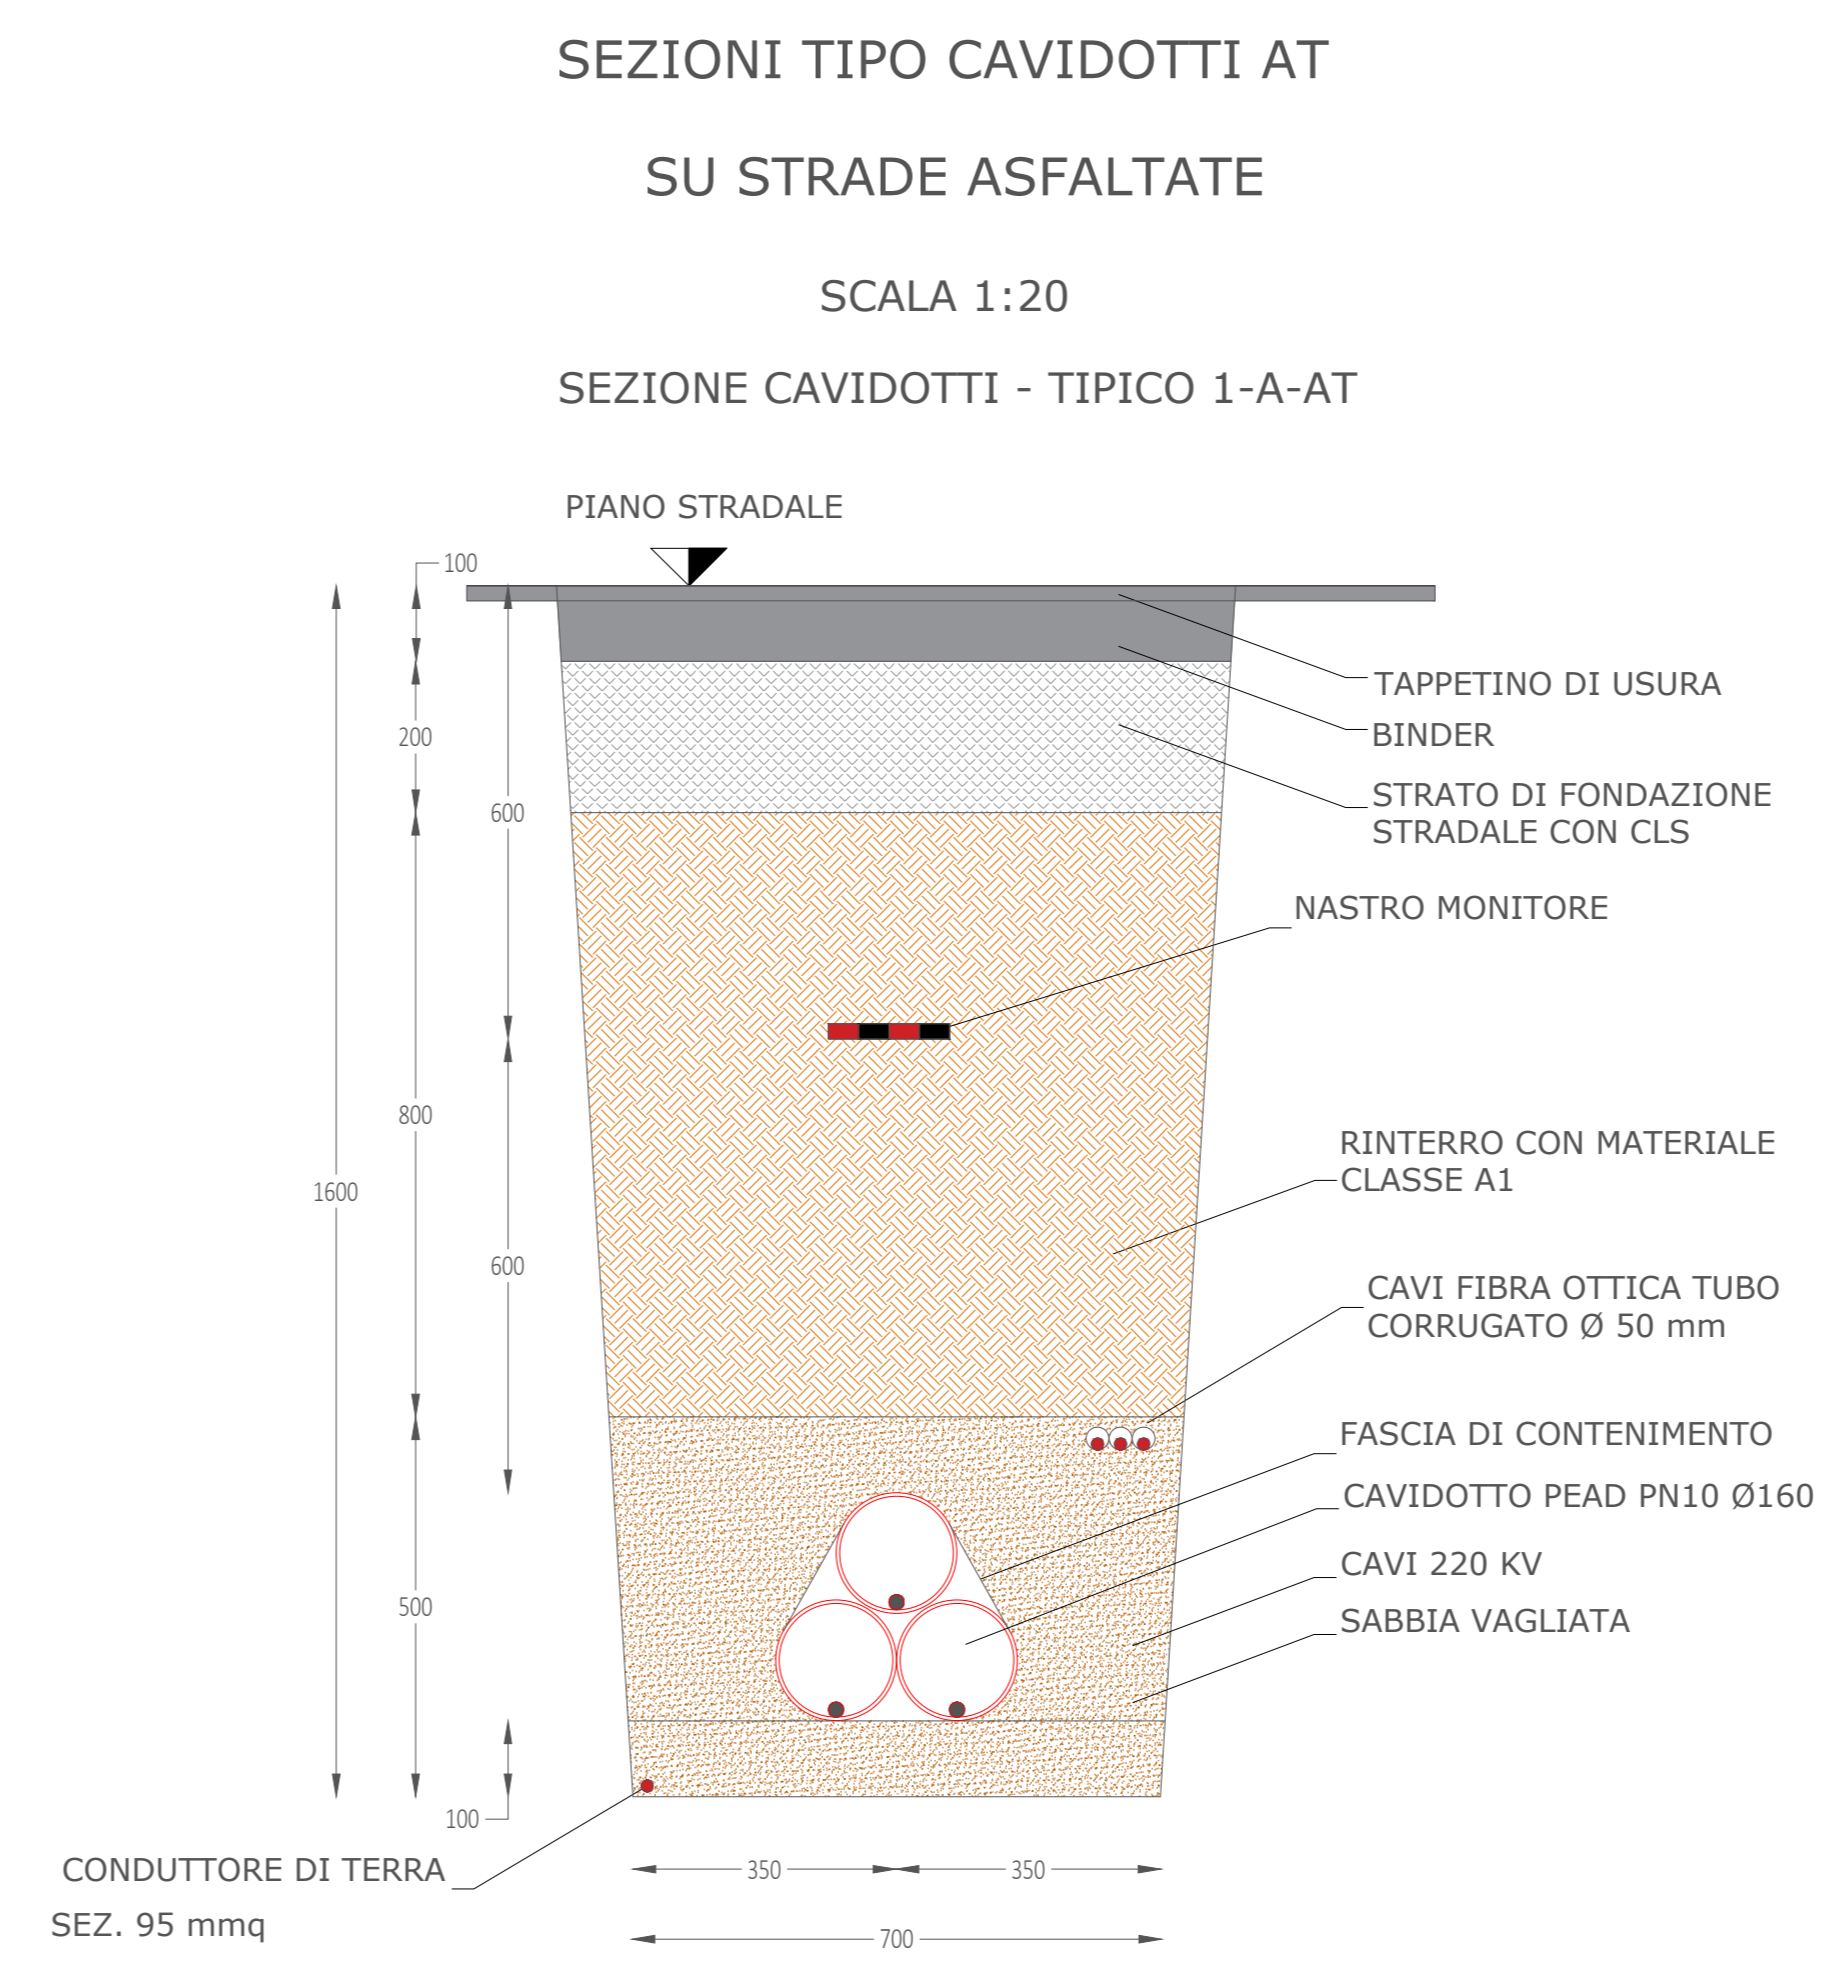 SEZIONI TIPO CAVIDOTTI AT
SU STRADE ASFALTATE
SCALA 1:20
SEZIONE CAVIDOTTI - TIPICO 1-A-AT
PIANO STRADALE
100
200
600
800
1600
600
500
100
TAPPETINO DI USURA
BINDER
STRATO DI FONDAZIONE
STRADALE CON CLS
NASTRO MONITORE
RINTERRO CON MATERIALE
CLASSE A1
CAVI FIBRA OTTICA TUBO
CORRUGATO Ø 50 mm
FASCIA DI CONTENIMENTO
CAVIDOTTO PEAD PN10 Ø160
CAVI 220 KV
SABBIA VAGLIATA
CONDUTTORE DI TERRA
SEZ. 95 mmq
350
350
700